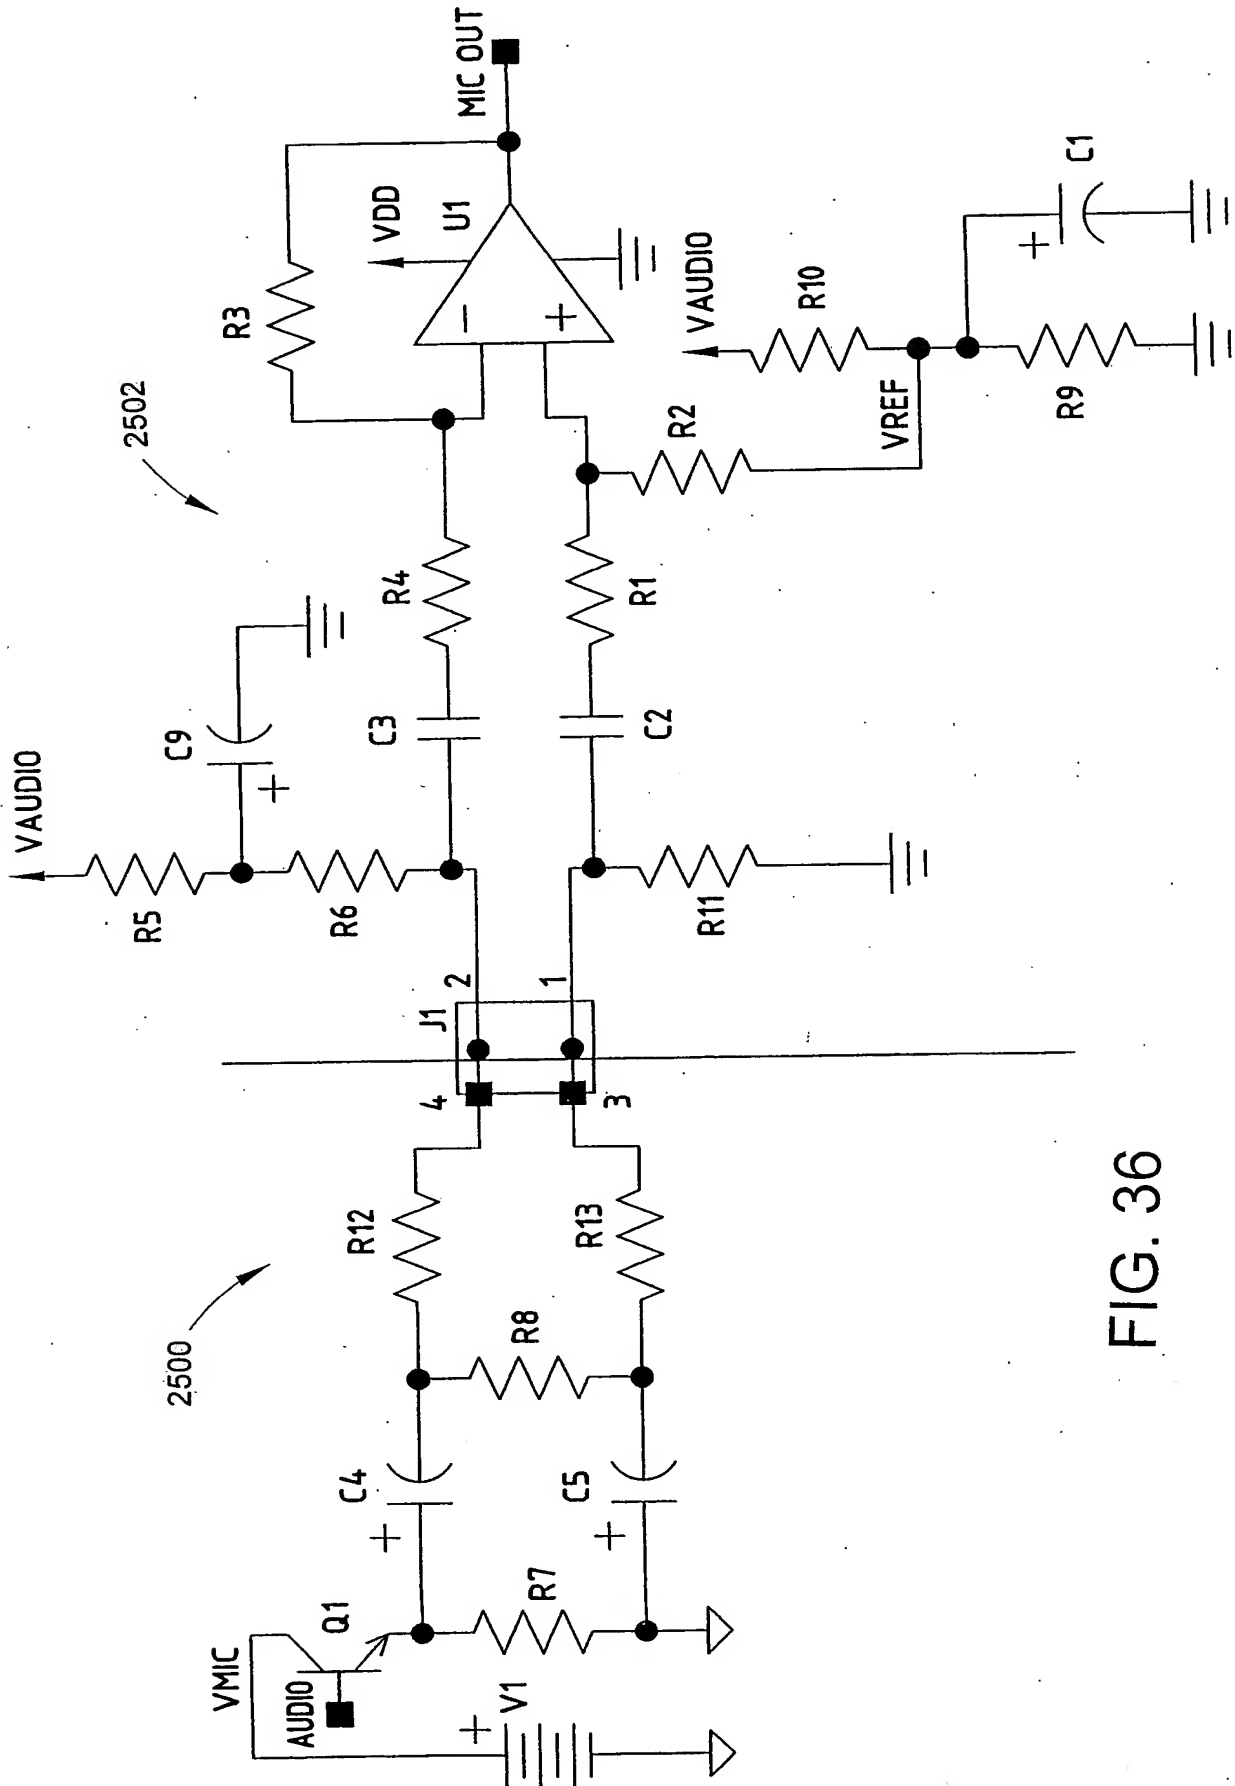 VMIC
AUDIO
Q1
+
V1
R7
+
C4
+
C5
R8
R12
R13
2500
4
3
J1
2
1
VAUDIO
R5
R6
R11
C9
+
C3
C2
R4
R1
2502
R3
R2
-
+
U1
VDD
MIC OUT
VREF
VAUDIO
R10
R9
+
C1
FIG. 36